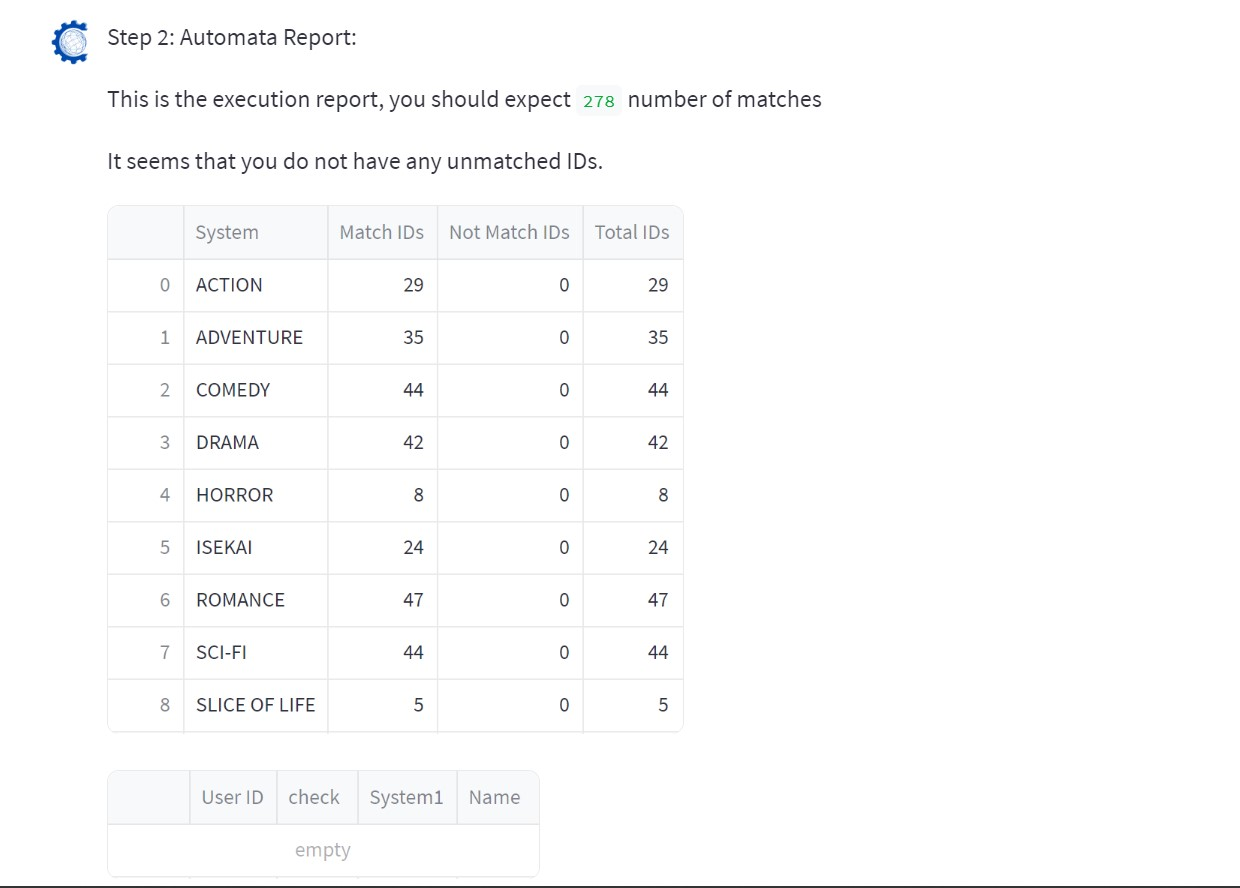 Step 2: Automata Report:
This is the execution report, you should expect 278 number of matches
It seems that you do not have any unmatched IDs.
System Match IDs Not Match IDs Total IDs
0 ACTION 29 0 29
1 ADVENTURE 35 0 35
2 COMEDY 44 0 44
3 DRAMA 42 0 42
4 HORROR 8 0 8
5 ISEKAI 24 0 24
6 ROMANCE 47 0 47
7 SCI-FI 44 0 44
8 SLICE OF LIFE 5 0 5
User ID check System1 Name
empty